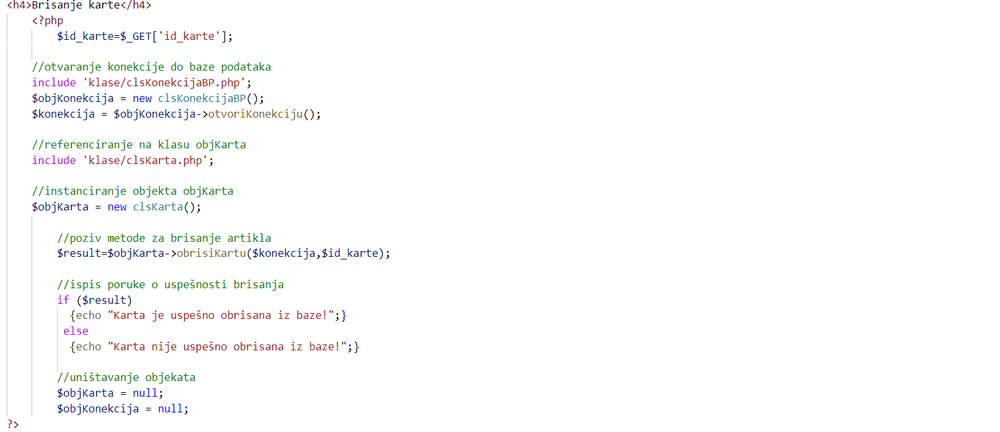 <h4>Brisanje karte</h4>
<?php
$id_karte=$_GET['id_karte'];
//otvaranje konekcije do baze podataka
include 'klase/clsKonekcijaBP.php';
$objKonekcija = new clsKonekcijaBP();
$konekcija = $objKonekcija->otvoriKonekciju();
//referenciranje na klasu objKarta
include 'klase/clsKarta.php';
//instanciranje objekta objKarta
$objKarta = new clsKarta();
//poziv metode za brisanje artikla
$result=$objKarta->obrisiKartu($konekcija,$id_karte);
//ispis poruke o uspešnosti brisanja
if ($result)
{echo "Karta je uspešno obrisana iz baze!";}
else
{echo "Karta nije uspešno obrisana iz baze!";}
//uništavanje objekata
$objKarta = null;
$objKonekcija = null;
?>